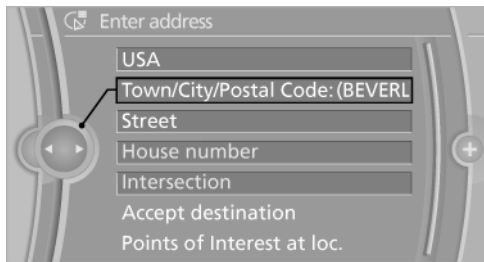 Enter address
USA
Town/City/Postal Code: (BEVERL
Street
House number
Intersection
Accept destination
Points of Interest at loc.